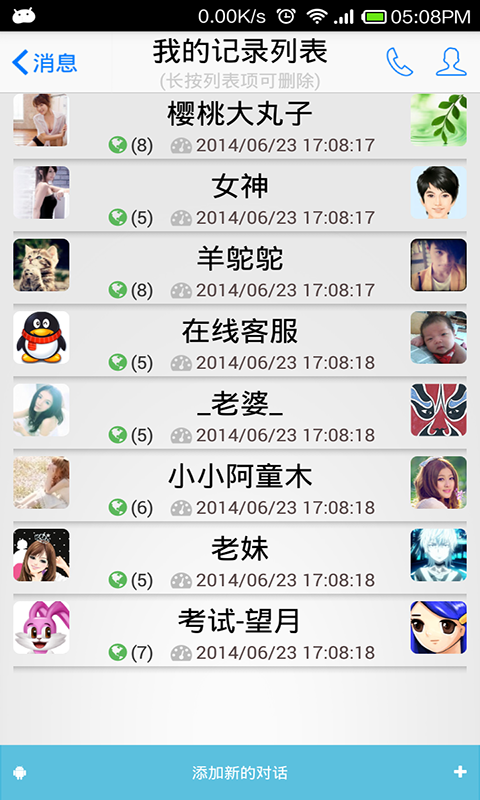 0.00K/s 05:08PM
消息
我的记录列表
(长按列表项可删除)
樱桃大丸子
(8) 2014/06/23 17:08:17
女神
(5) 2014/06/23 17:08:17
羊鸵鸵
(8) 2014/06/23 17:08:17
在线客服
(5) 2014/06/23 17:08:18
_老婆_
(5) 2014/06/23 17:08:18
小小阿童木
(6) 2014/06/23 17:08:18
老妹
(5) 2014/06/23 17:08:18
考试-望月
(7) 2014/06/23 17:08:18
添加新的对话